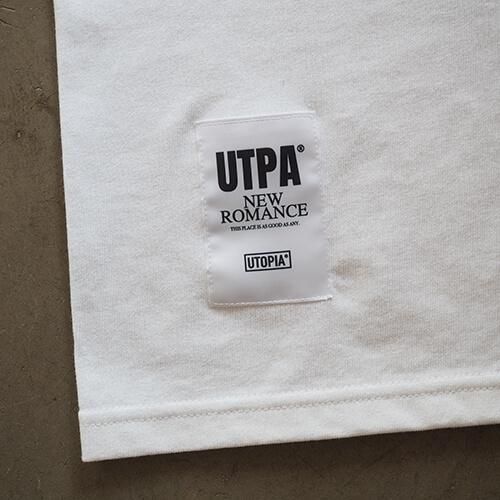 UTPA®
NEW
ROMANCE
THIS PLACE IS AS GOOD AS ANY.
UTOPIA®